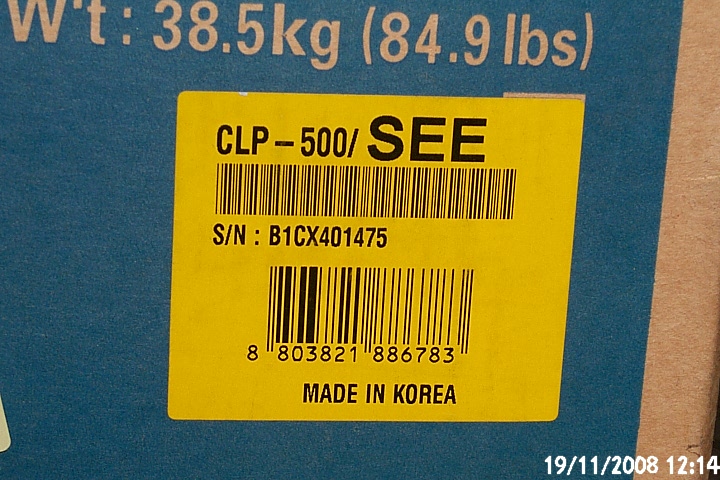 W't : 38.5kg (84.9 lbs)
CLP - 500/ SEE
S/N : B1CX401475
8 803821 886783
MADE IN KOREA
19/11/2008 12:14